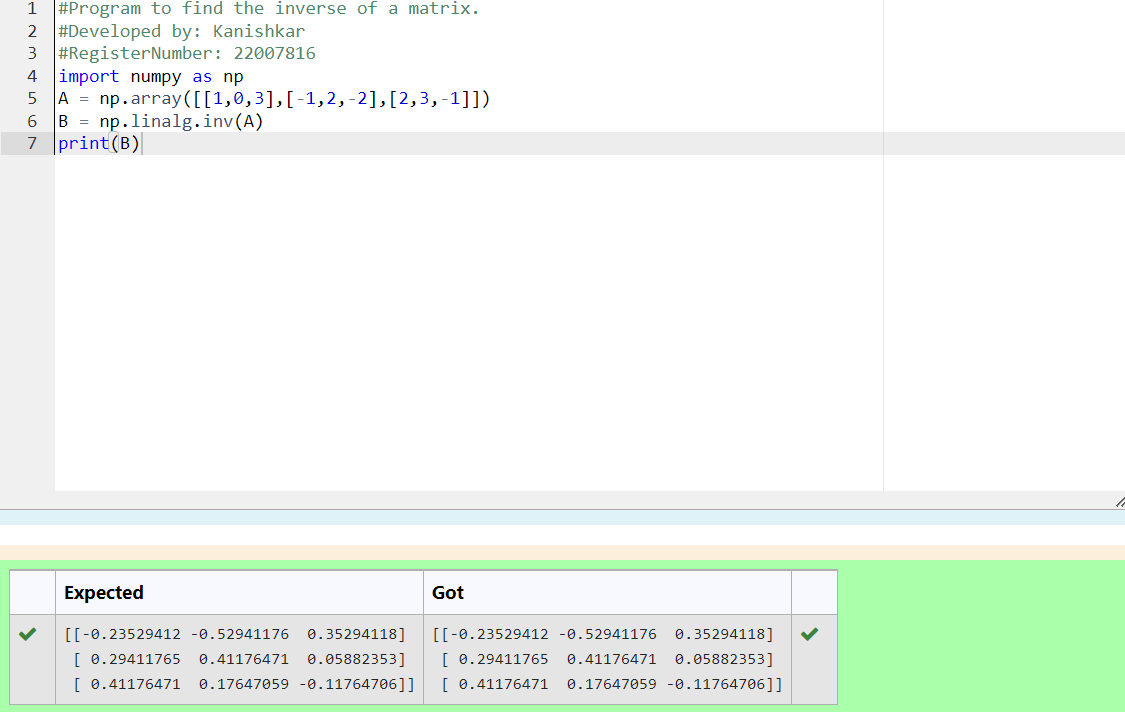 1 #Program to find the inverse of a matrix.
2 #Developed by: Kanishkar
3 #RegisterNumber: 22007816
4 import numpy as np
5 A = np.array([[1,0,3],[-1,2,-2],[2,3,-1]])
6 B = np.linalg.inv(A)
7 print(B)
Expected Got
[[-0.23529412 -0.52941176  0.35294118] [[-0.23529412 -0.52941176  0.35294118]
[ 0.29411765  0.41176471  0.05882353] [ 0.29411765  0.41176471  0.05882353]
[ 0.41176471  0.17647059 -0.11764706]] [ 0.41176471  0.17647059 -0.11764706]]